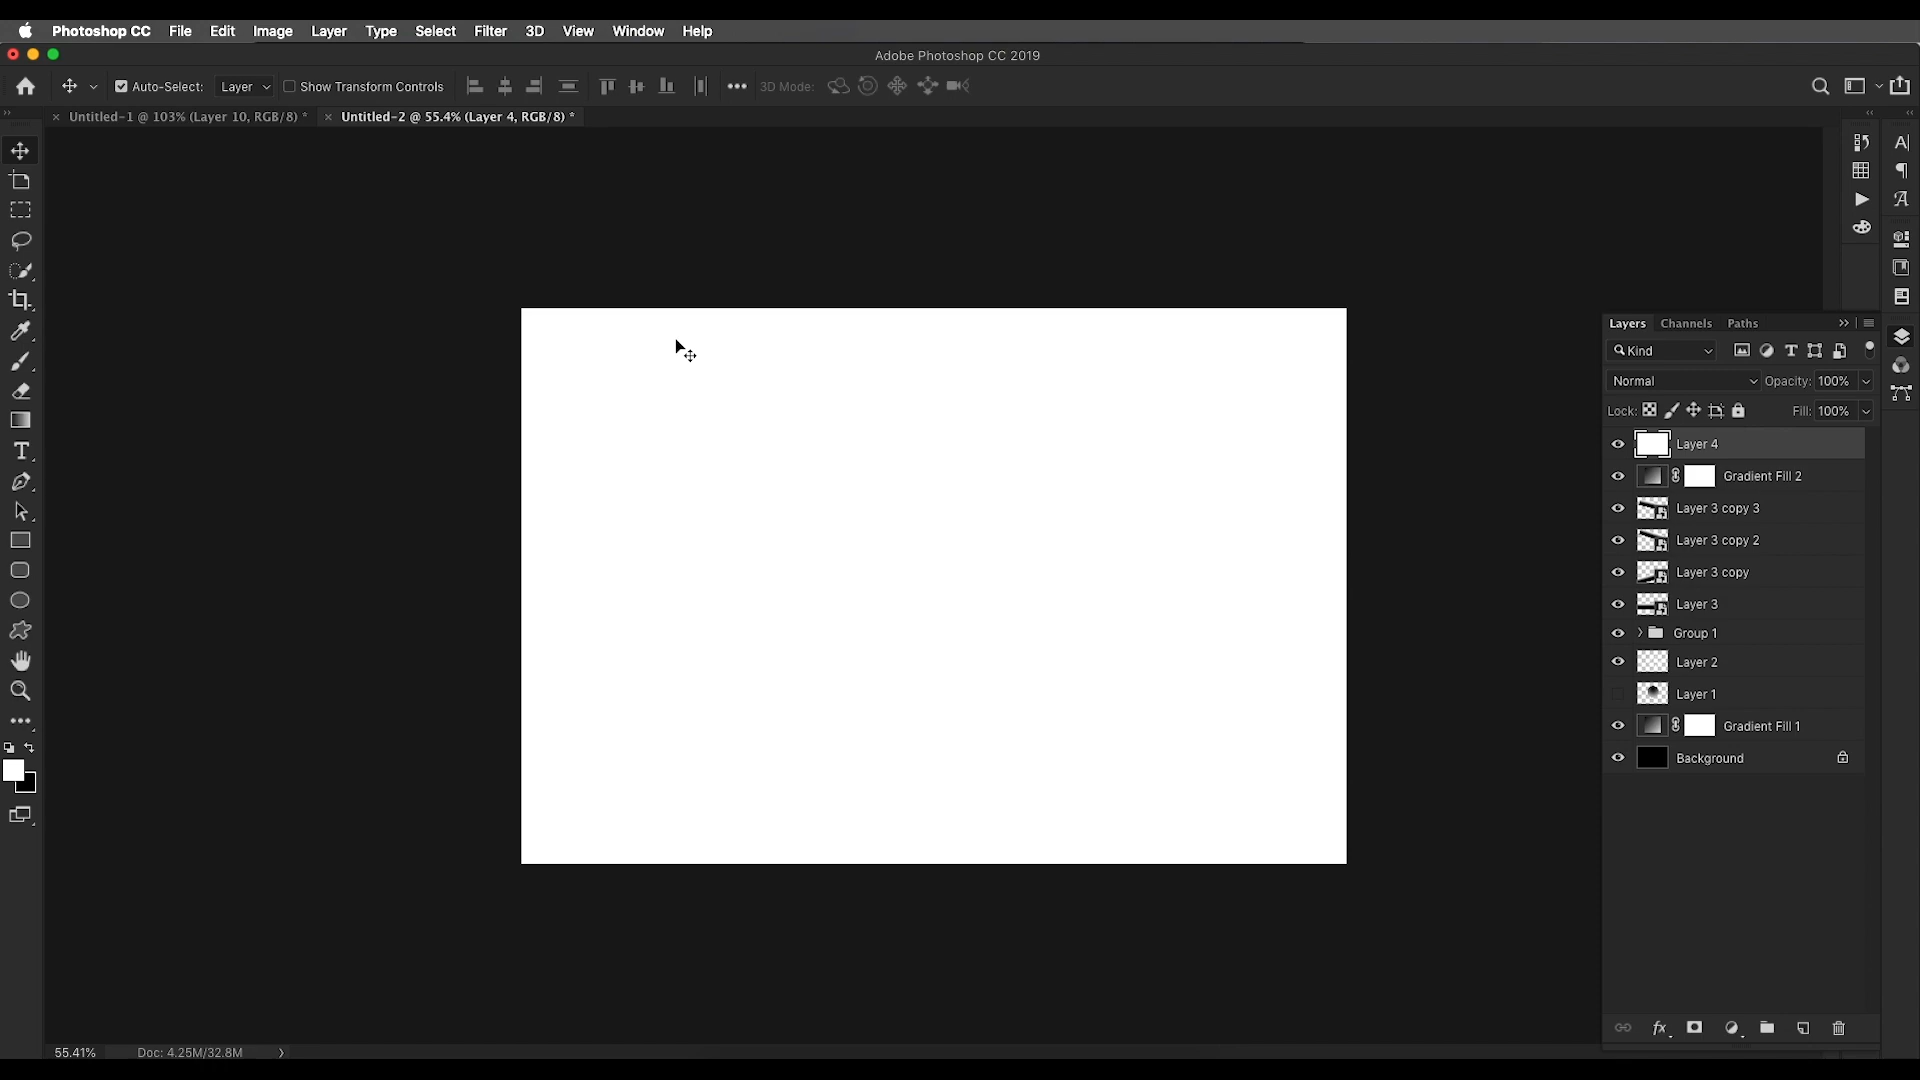 Photoshop CC File Edit Image Layer Type Select Filter 3D View Window Help
Adobe Photoshop CC 2019
Auto-Select: Layer Show Transform Controls 3D Mode:
Untitled-1 @ 103% (Layer 10, RGB/8) * Untitled-2 @ 55.4% (Layer 4, RGB/8) *
Layers Channels Paths
Kind
Normal Opacity: 100%
Lock: Fill: 100%
Layer 4
Gradient Fill 2
Layer 3 copy 3
Layer 3 copy 2
Layer 3 copy
Layer 3
Group 1
Layer 2
Layer 1
Gradient Fill 1
Background
fx
55.41% Doc: 4.25M/32.8M